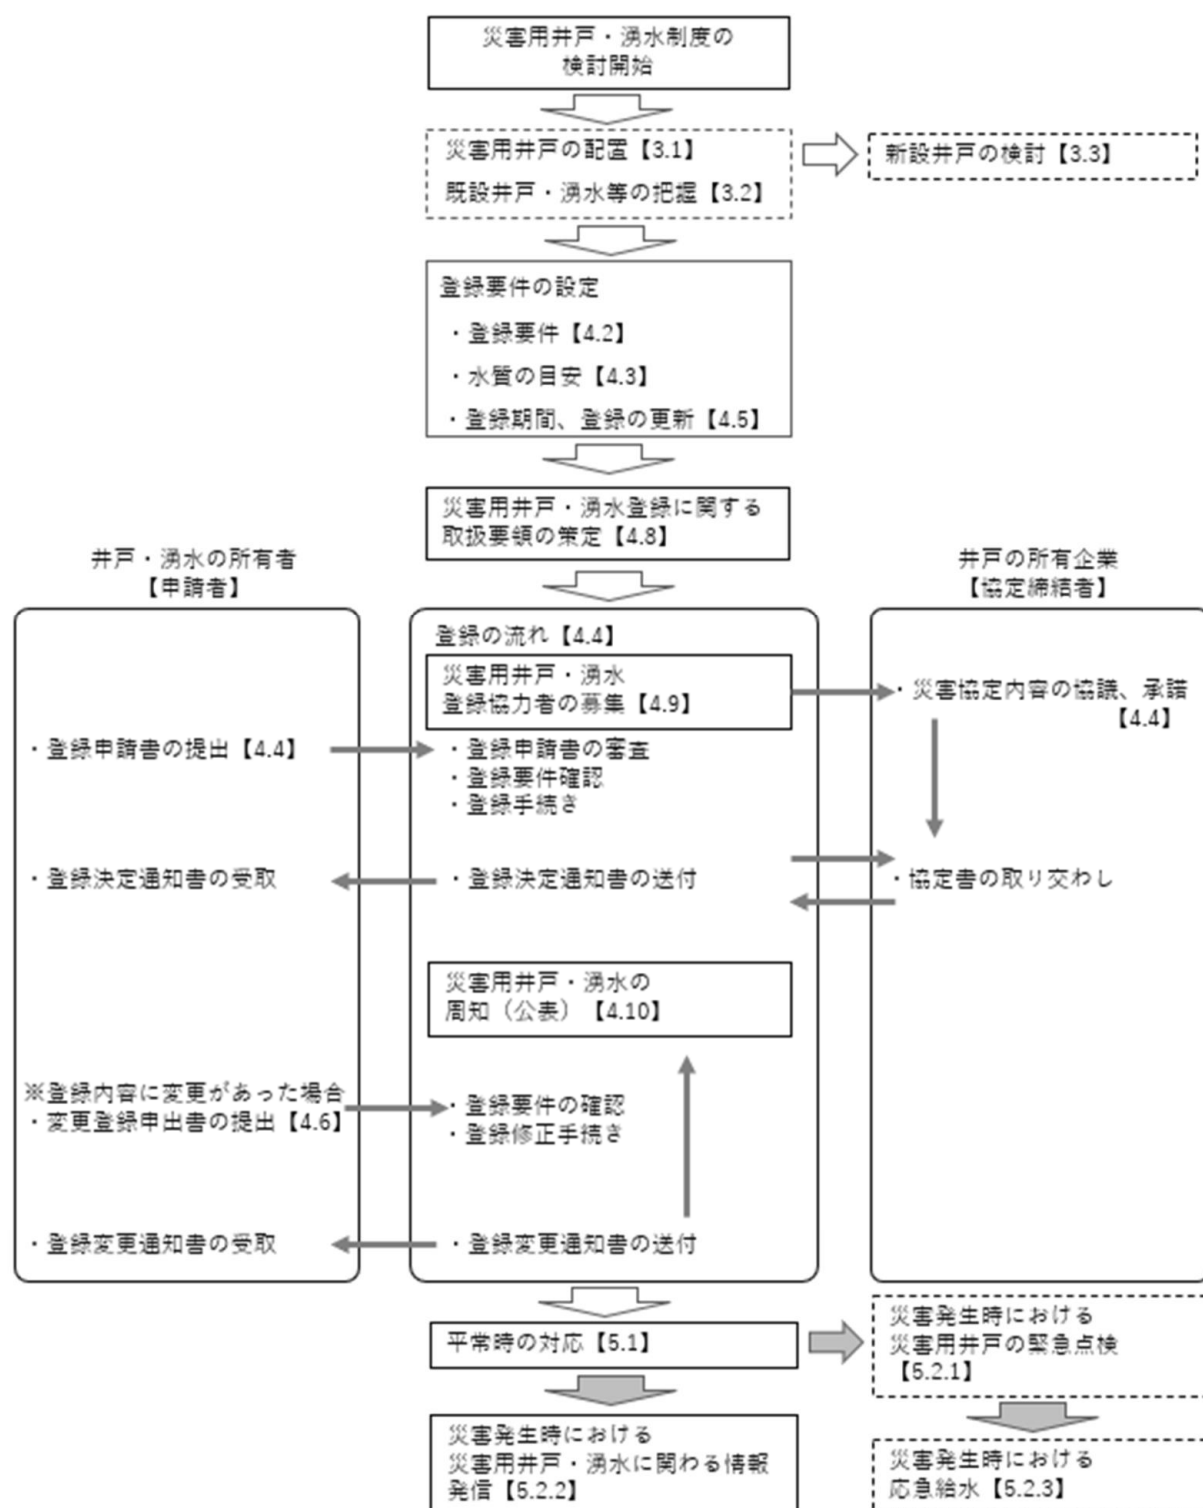 災害用井戸・湧水制度の
検討開始
災害用井戸の配置【3.1】
既設井戸・湧水等の把握【3.2】
新設井戸の検討【3.3】
登録要件の設定
・登録要件【4.2】
・水質の目安【4.3】
・登録期間、登録の更新【4.5】
災害用井戸・湧水登録に関する
取扱要領の策定【4.8】
井戸・湧水の所有者
【申請者】
井戸の所有企業
【協定締結者】
登録の流れ【4.4】
災害用井戸・湧水
登録協力者の募集【4.9】
・災害協定内容の協議、承諾
【4.4】
・登録申請書の提出【4.4】
・登録申請書の審査
・登録要件確認
・登録手続き
・登録決定通知書の受取
・登録決定通知書の送付
・協定書の取り交わし
災害用井戸・湧水の
周知（公表）【4.10】
※登録内容に変更があった場合
・変更登録申出書の提出【4.6】
・登録要件の確認
・登録修正手続き
・登録変更通知書の受取
・登録変更通知書の送付
平常時の対応【5.1】
災害発生時における
災害用井戸の緊急点検
【5.2.1】
災害発生時における
災害用井戸・湧水に関わる情報
発信【5.2.2】
災害発生時における
応急給水【5.2.3】